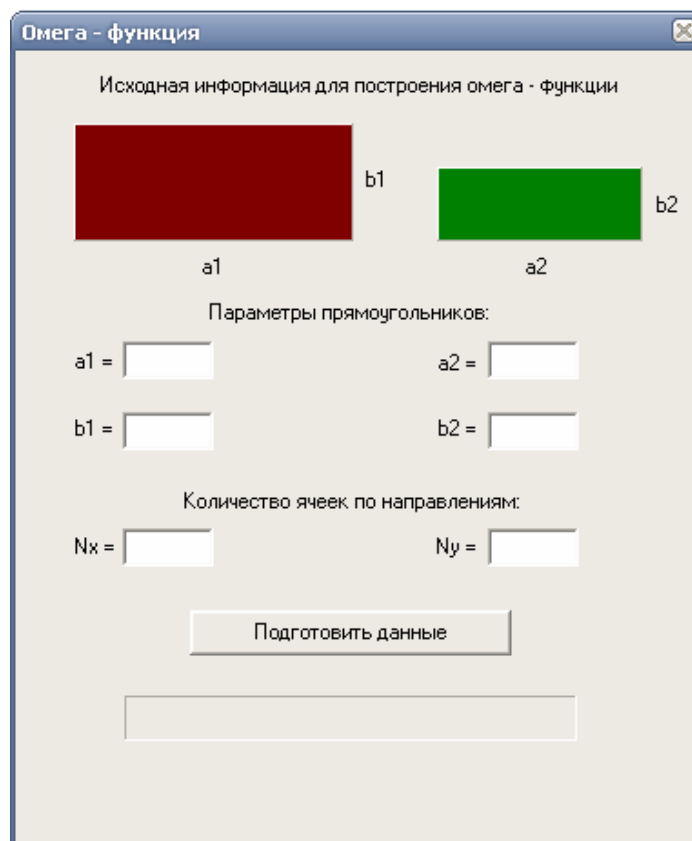 Омега - функция
Исходная информация для построения омега - функции
b1
b2
a1
a2
Параметры прямоугольников:
a1 =
a2 =
b1 =
b2 =
Количество ячеек по направлениям:
Nx =
Ny =
Подготовить данные